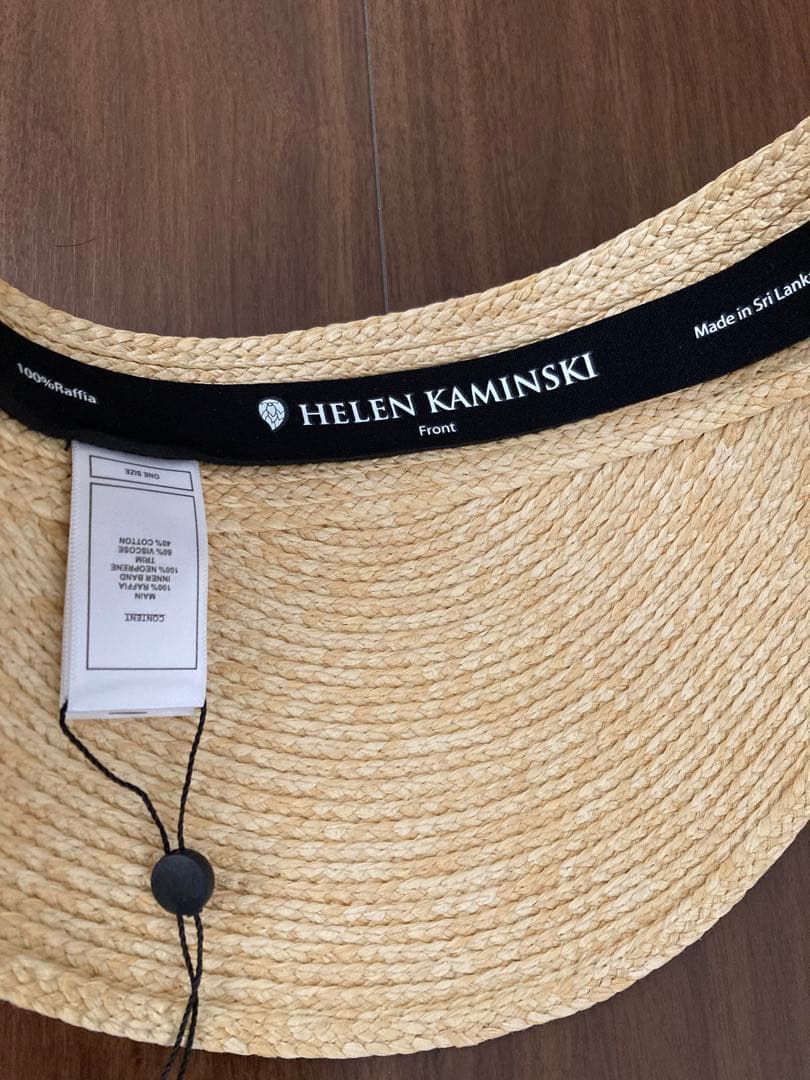 100%Raffia
HELEN KAMINSKI
Front
Made in Sri Lank
ONE SIZE
CONTENT
MAIN
100% RAFFIA
INNER BAND
100% NEOPRENE
TRIM
60% VISCOSE
40% COTTON